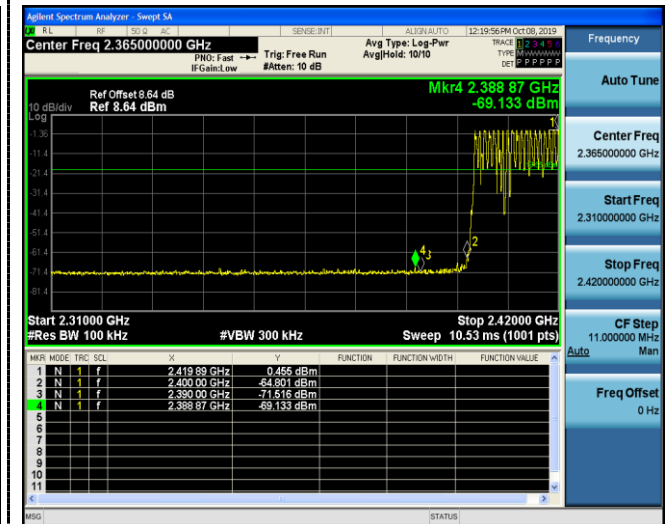 Agilent Spectrum Analyzer - Swept SA
RL RF 50 Ω AC SENSE:INT ALIGNAUTO 12:19:56PM Oct 08, 2019
Center Freq 2.365000000 GHz
PNO: Fast
IFGain:Low
Trig: Free Run
#Atten: 10 dB
Avg Type: Log-Pwr
Avg|Hold: 10/10
TRACE 1 2 3 4 5 6
TYPE
DET P P P P P P
Ref Offset 8.64 dB
10 dB/div Ref 8.64 dBm
Mkr4 2.388 87 GHz
-69.133 dBm
Log
-1.36
-11.4
-21.4
-31.4
-41.4
-51.4
-61.4
-71.4
-81.4
1
2
3
4
Start 2.31000 GHz Stop 2.42000 GHz
#Res BW 100 kHz #VBW 300 kHz Sweep 10.53 ms (1001 pts)
MKR MODE TRC SCL X Y FUNCTION FUNCTION WIDTH FUNCTION VALUE
1 N 1 f 2.419 89 GHz 0.455 dBm
2 N 1 f 2.400 00 GHz -64.801 dBm
3 N 1 f 2.390 00 GHz -71.516 dBm
4 N 1 f 2.388 87 GHz -69.133 dBm
5
6
7
8
9
10
11
MSG STATUS
Frequency
Auto Tune
Center Freq
2.365000000 GHz
Start Freq
2.310000000 GHz
Stop Freq
2.420000000 GHz
CF Step
11.000000 MHz
Auto Man
Freq Offset
0 Hz